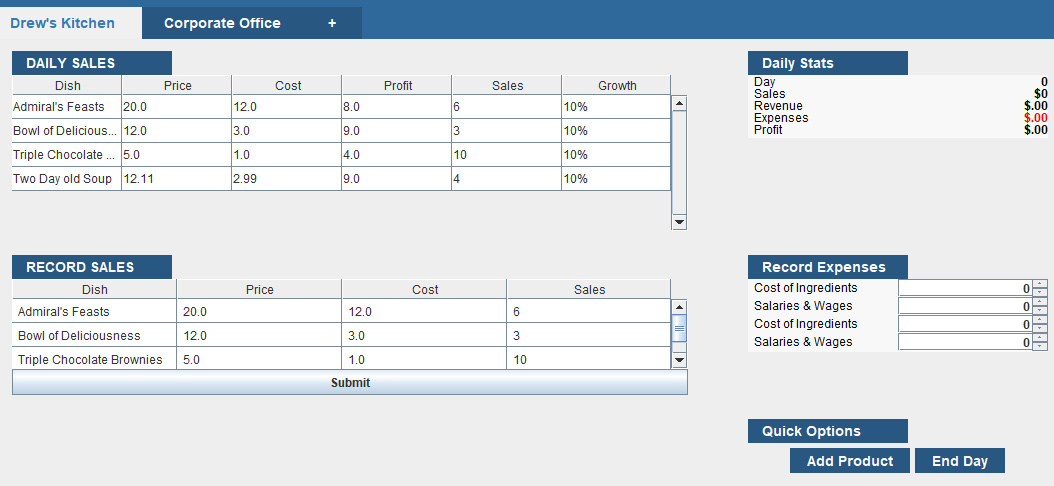 Drew's Kitchen Corporate Office +
DAILY SALES
Dish Price Cost Profit Sales Growth
Admiral's Feasts 20.0 12.0 8.0 6 10%
Bowl of Delicious... 12.0 3.0 9.0 3 10%
Triple Chocolate ... 5.0 1.0 4.0 10 10%
Two Day old Soup 12.11 2.99 9.0 4 10%
Daily Stats
Day 0
Sales $0
Revenue $.00
Expenses $.00
Profit $.00
RECORD SALES
Dish Price Cost Sales
Admiral's Feasts 20.0 12.0 6
Bowl of Deliciousness 12.0 3.0 3
Triple Chocolate Brownies 5.0 1.0 10
Submit
Record Expenses
Cost of Ingredients 0
Salaries & Wages 0
Cost of Ingredients 0
Salaries & Wages 0
Quick Options
Add Product End Day